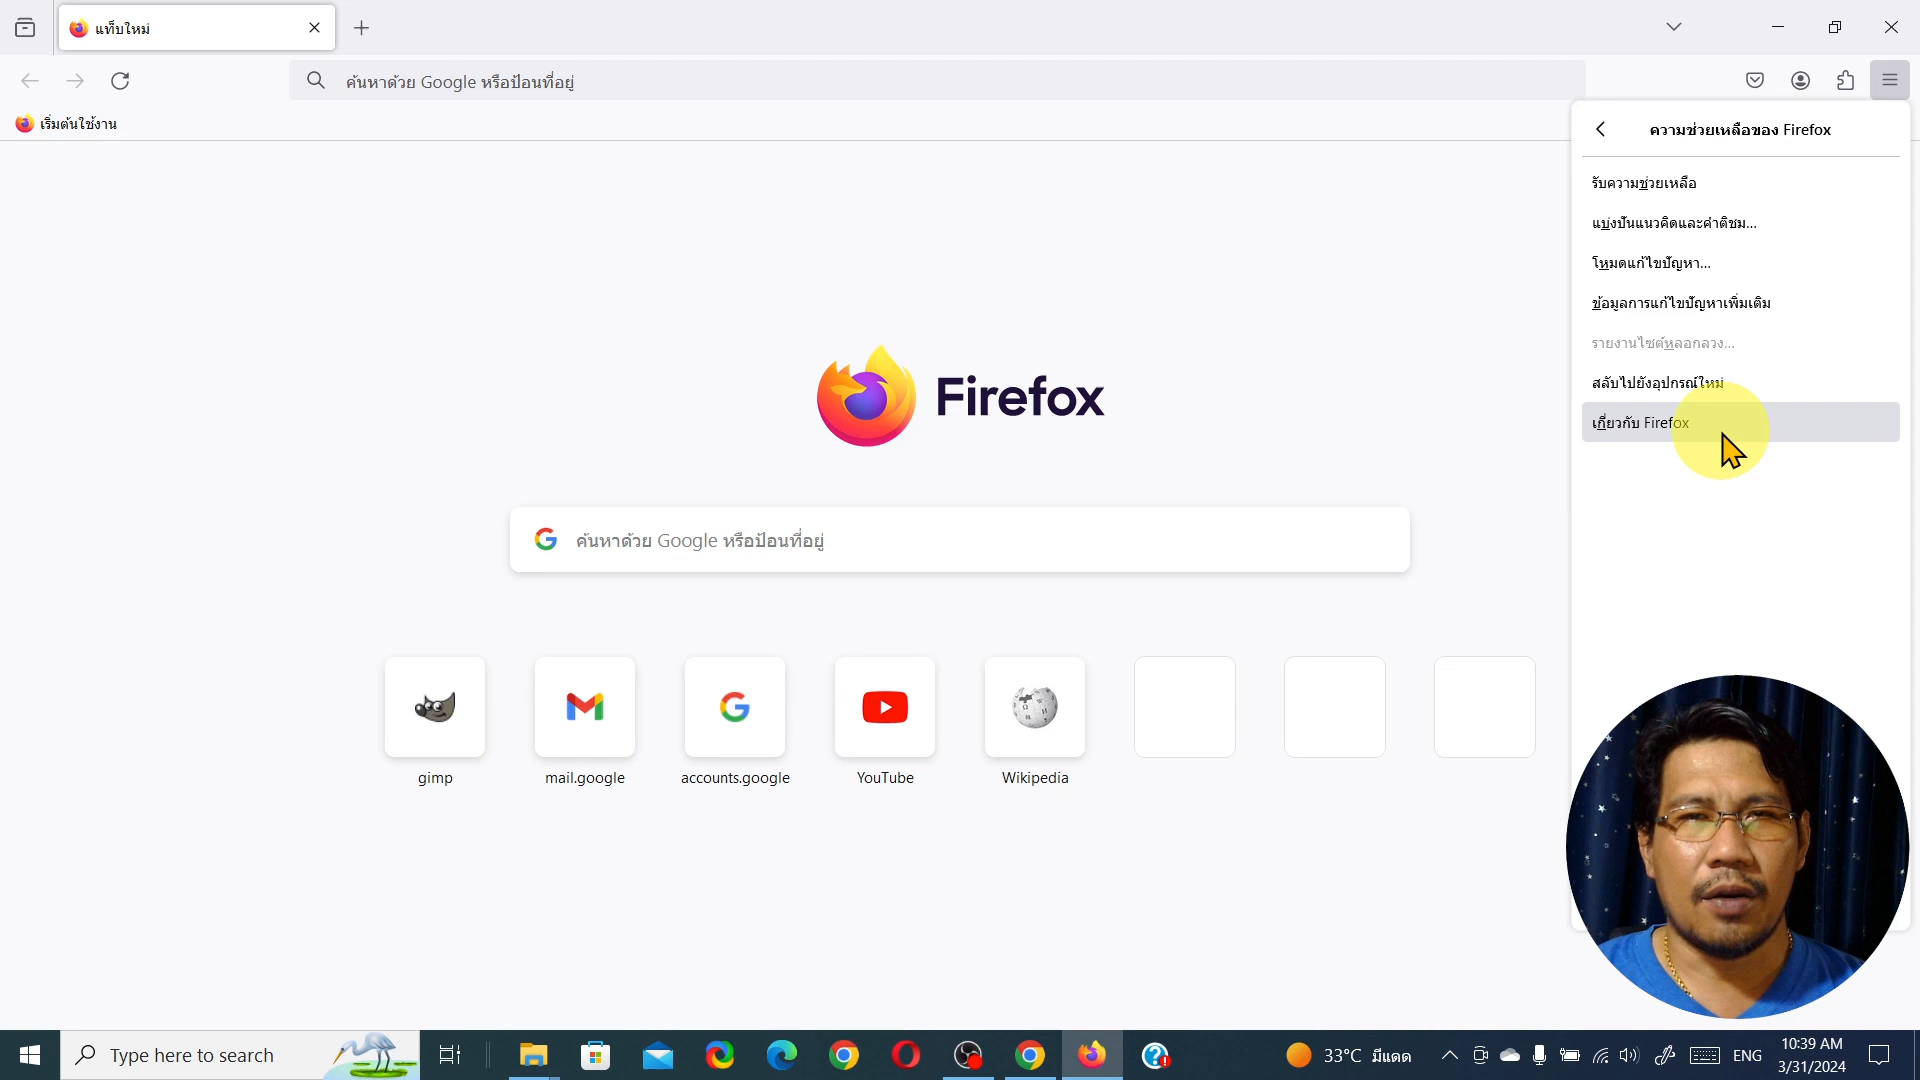 แท็บใหม่
ค้นหาด้วย Google หรือป้อนที่อยู่
เริ่มต้นใช้งาน
ความช่วยเหลือของ Firefox
รับความช่วยเหลือ
แบ่งปันแนวคิดและคำติชม...
โหมดแก้ไขปัญหา...
ข้อมูลการแก้ไขปัญหาเพิ่มเติม
รายงานไซต์หลอกลวง...
สลับไปยังอุปกรณ์ใหม่
เกี่ยวกับ Firefox
Firefox
ค้นหาด้วย Google หรือป้อนที่อยู่
gimp
mail.google
accounts.google
YouTube
Wikipedia
Type here to search
33°C มีแดด
ENG
10:39 AM
3/31/2024